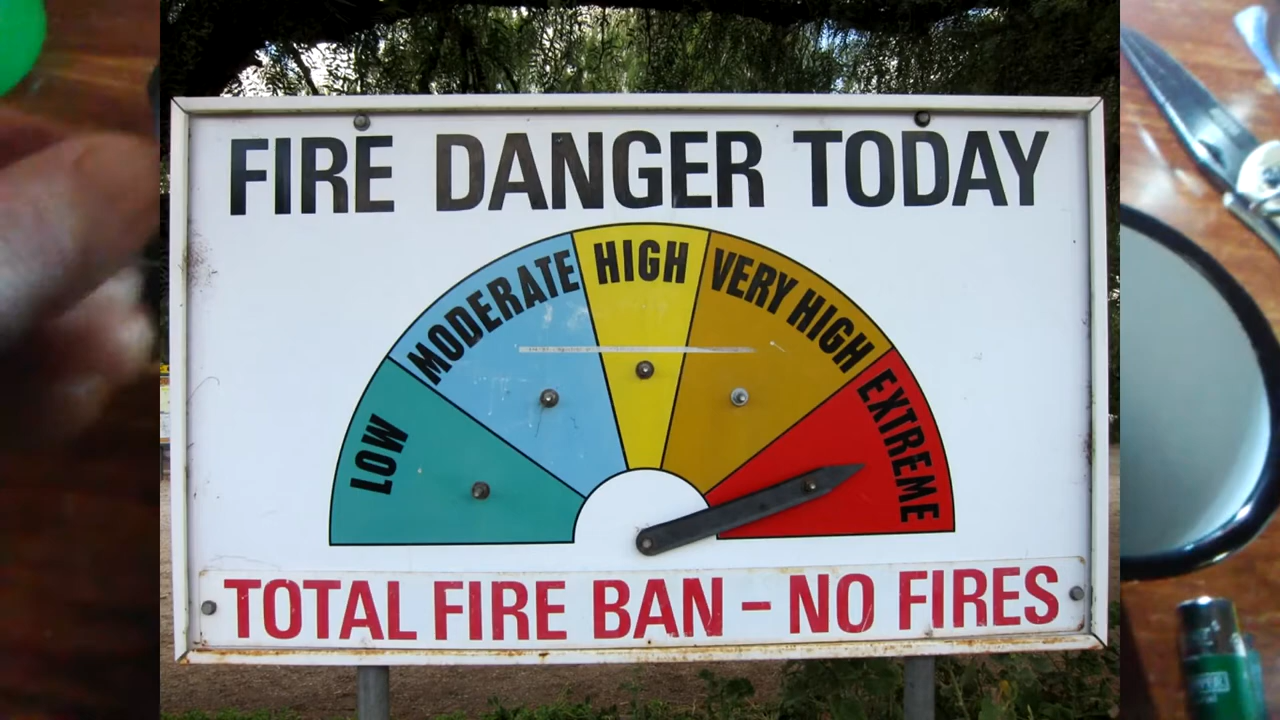 FIRE DANGER TODAY
LOW
MODERATE
HIGH
VERY HIGH
EXTREME
TOTAL FIRE BAN - NO FIRES